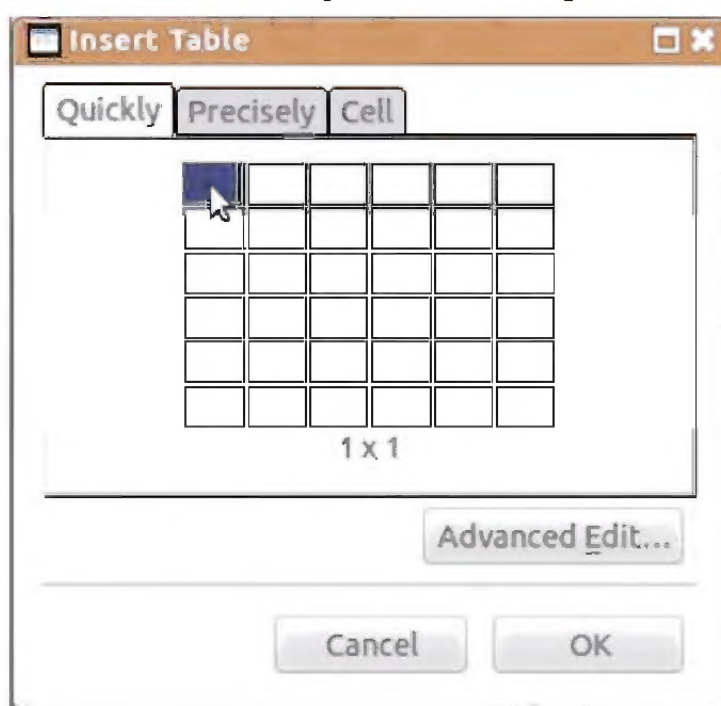 Insert Table
Quickly Precisely Cell
1 x 1
Advanced Edit...
Cancel OK